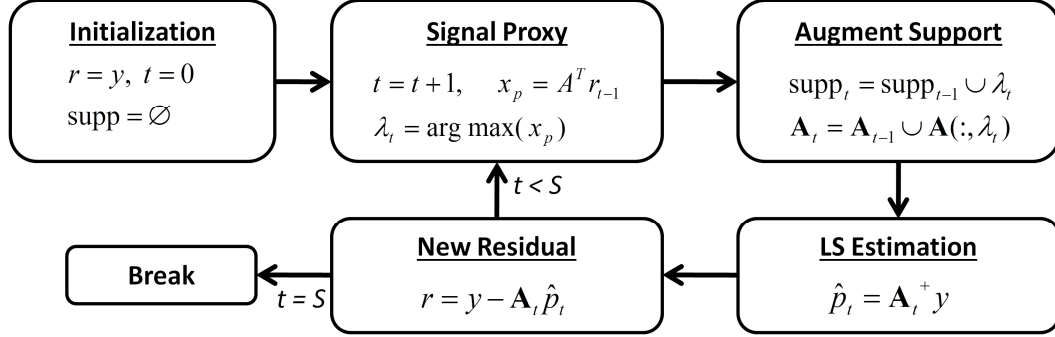 Initialization
r = y, t = 0
supp = ∅
Signal Proxy
t = t + 1, x_p = A^T r_{t-1}
λ_t = arg max(x_p)
Augment Support
supp_t = supp_{t-1} ∪ λ_t
A_t = A_{t-1} ∪ A(:,λ_t)
t < S
LS Estimation
p̂_t = A_t^+ y
New Residual
r = y − A_t p̂_t
t = S
Break